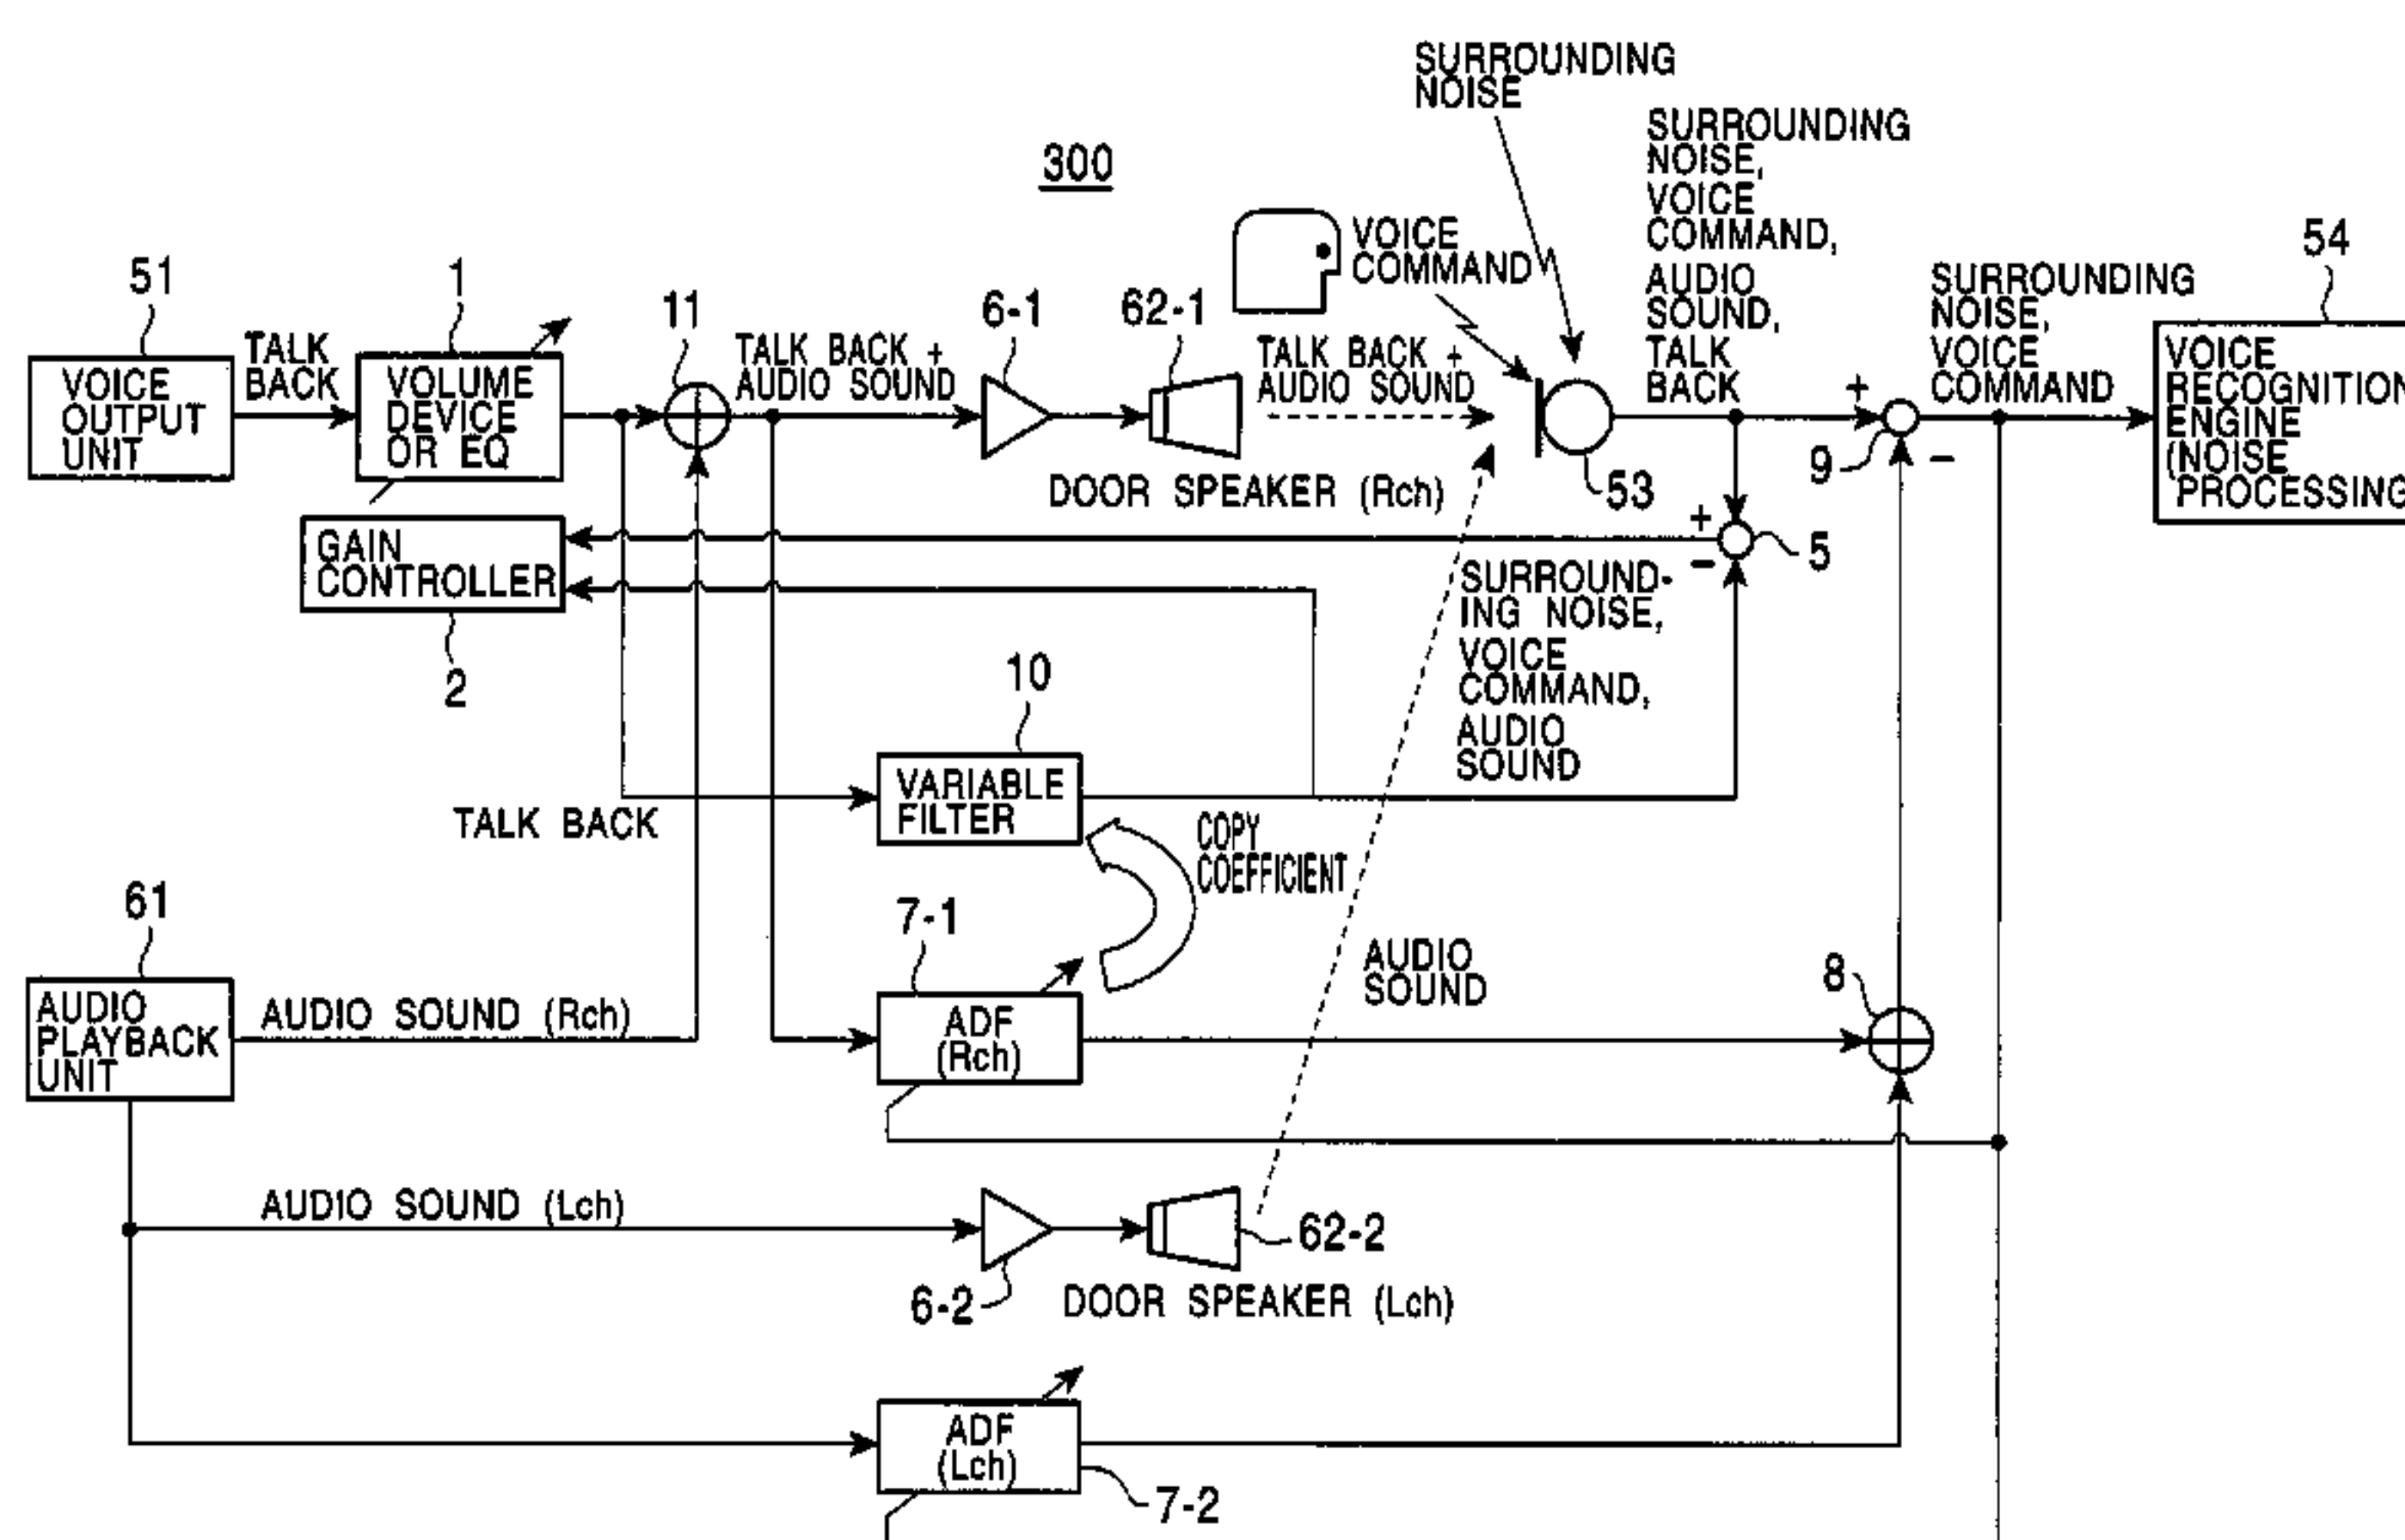 SURROUNDING
NOISE
300
SURROUNDING
NOISE,
VOICE
COMMAND,
AUDIO
SOUND,
TALK
BACK
VOICE
COMMAND
51
1
11
6-1
62-1
54
TALK
BACK
TALK BACK +
AUDIO SOUND
TALK BACK +
AUDIO SOUND
SURROUNDING
NOISE,
VOICE
COMMAND
VOICE
OUTPUT
UNIT
VOLUME
DEVICE
OR EQ
+
9
−
VOICE
RECOGNITION
ENGINE
(NOISE
PROCESSING
DOOR SPEAKER (Rch)
53
GAIN
CONTROLLER
2
+
−
5
SURROUND-
ING NOISE,
VOICE
COMMAND,
AUDIO
SOUND
10
VARIABLE
FILTER
TALK BACK
COPY
COEFFICIENT
61
7-1
AUDIO
SOUND
8
AUDIO
PLAYBACK
UNIT
AUDIO SOUND (Rch)
ADF
(Rch)
AUDIO SOUND (Lch)
62-2
6-2
DOOR SPEAKER (Lch)
ADF
(Lch)
7-2